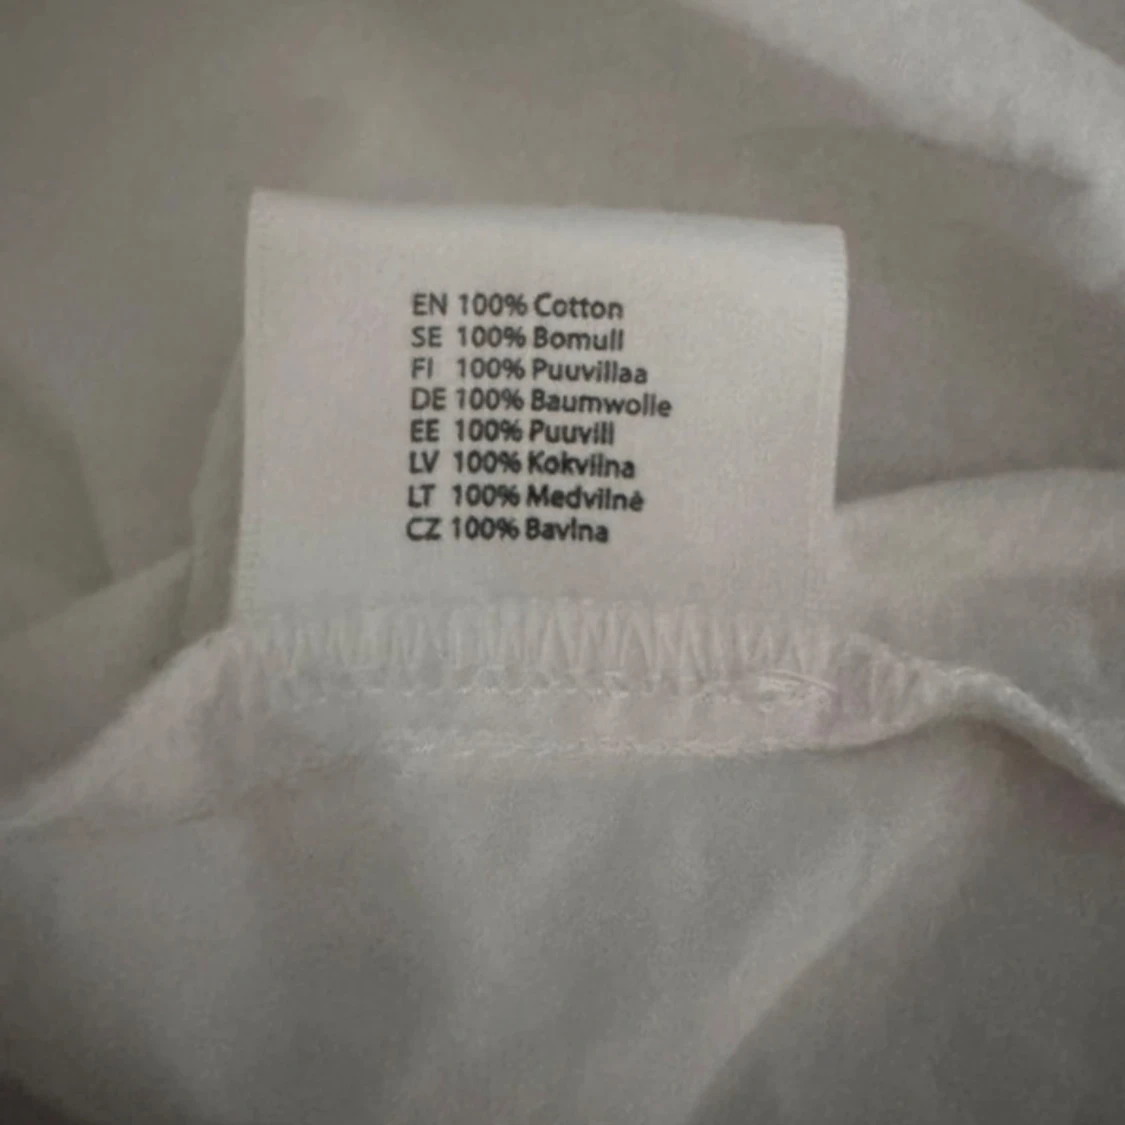 EN 100% Cotton
SE 100% Bomull
FI 100% Puuvillaa
DE 100% Baumwolle
EE 100% Puuvill
LV 100% Kokvilna
LT 100% Medvilnė
CZ 100% Bavlna